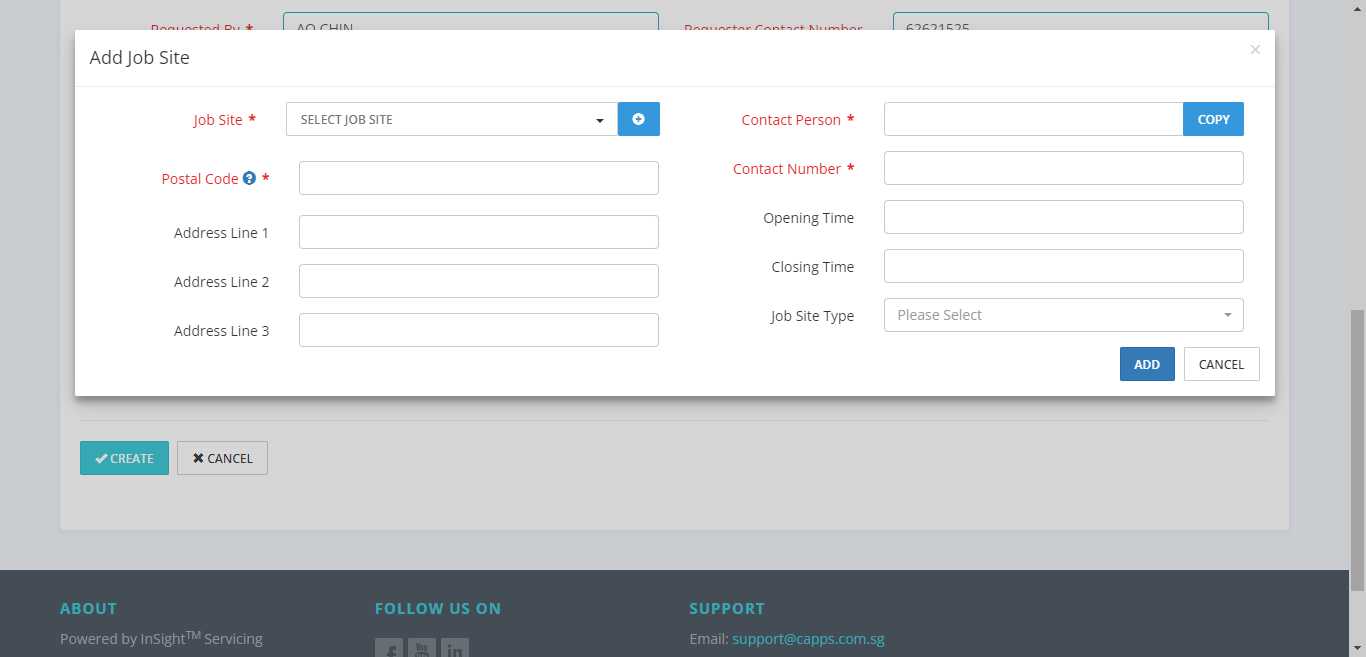 Requested By *
AO CHIN
Requester Contact Number
62621525
Add Job Site
×
Job Site *
SELECT JOB SITE
Contact Person *
COPY
Postal Code ? *
Contact Number *
Address Line 1
Opening Time
Address Line 2
Closing Time
Address Line 3
Job Site Type
Please Select
ADD
CANCEL
CREATE
CANCEL
ABOUT
FOLLOW US ON
SUPPORT
Powered by InSight™ Servicing
Email: support@capps.com.sg
You
in